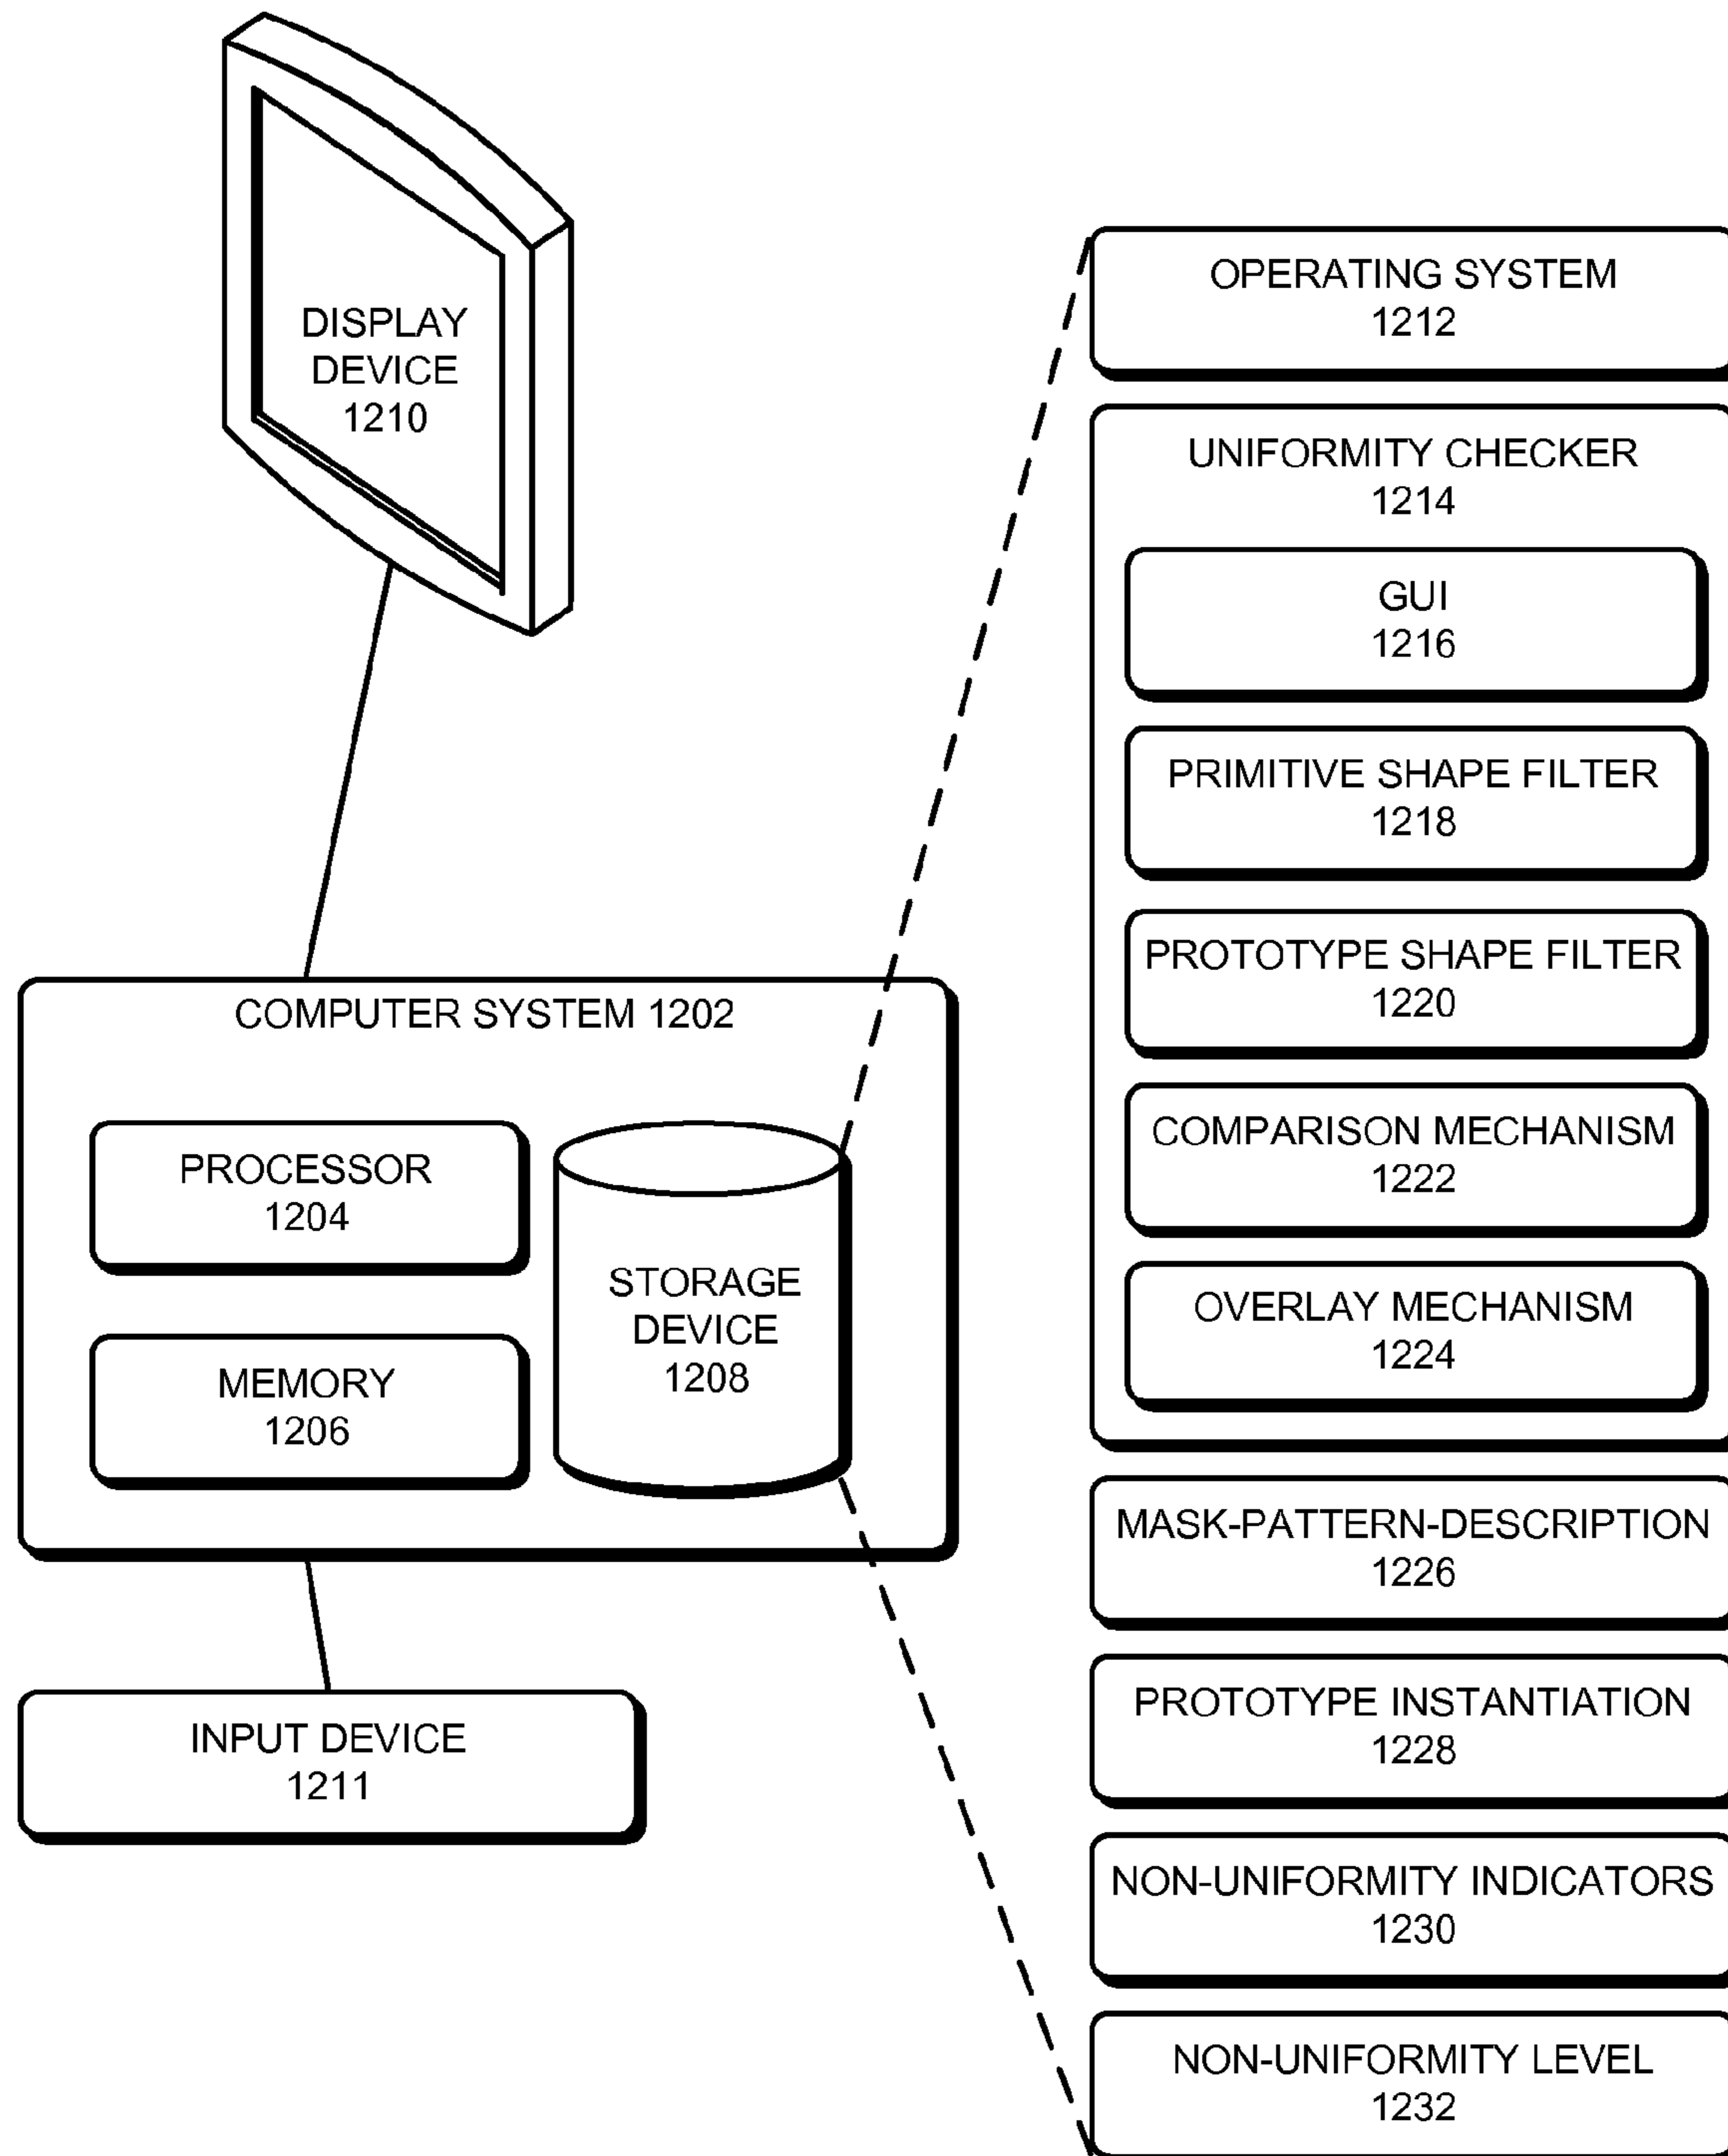 DISPLAY
DEVICE
1210
COMPUTER SYSTEM 1202
PROCESSOR
1204
MEMORY
1206
STORAGE
DEVICE
1208
INPUT DEVICE
1211
OPERATING SYSTEM
1212
UNIFORMITY CHECKER
1214
GUI
1216
PRIMITIVE SHAPE FILTER
1218
PROTOTYPE SHAPE FILTER
1220
COMPARISON MECHANISM
1222
OVERLAY MECHANISM
1224
MASK-PATTERN-DESCRIPTION
1226
PROTOTYPE INSTANTIATION
1228
NON-UNIFORMITY INDICATORS
1230
NON-UNIFORMITY LEVEL
1232